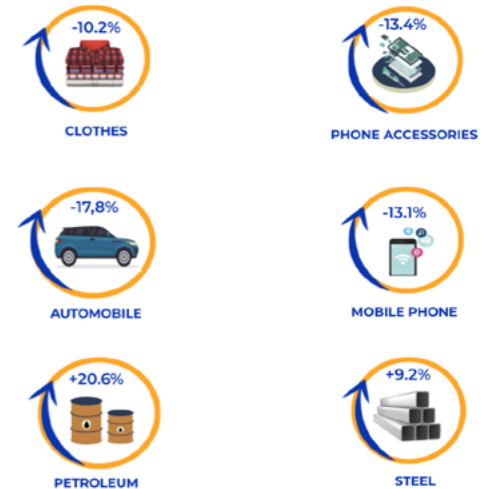 -10.2%
CLOTHES
-13.4%
PHONE ACCESSORIES
-17,8%
AUTOMOBILE
-13.1%
MOBILE PHONE
+20.6%
PETROLEUM
+9.2%
STEEL